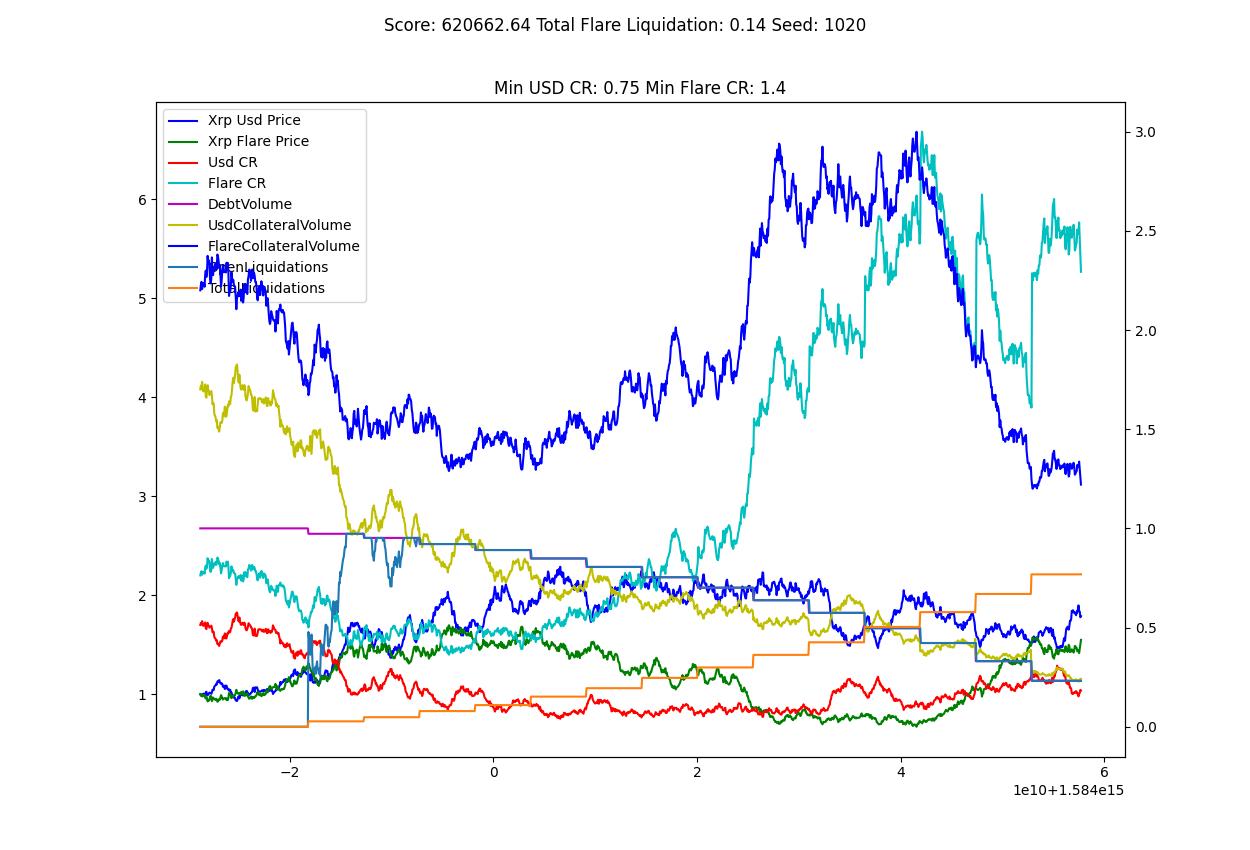 Score: 620662.64 Total Flare Liquidation: 0.14 Seed: 1020
Min USD CR: 0.75 Min Flare CR: 1.4
Xrp Usd Price
Xrp Flare Price
Usd CR
Flare CR
DebtVolume
UsdCollateralVolume
FlareCollateralVolume
OpenLiquidations
TotalLiquidations
6
5
4
3
2
1
3.0
2.5
2.0
1.5
1.0
0.5
0.0
−2
0
2
4
6
1e10+1.584e15